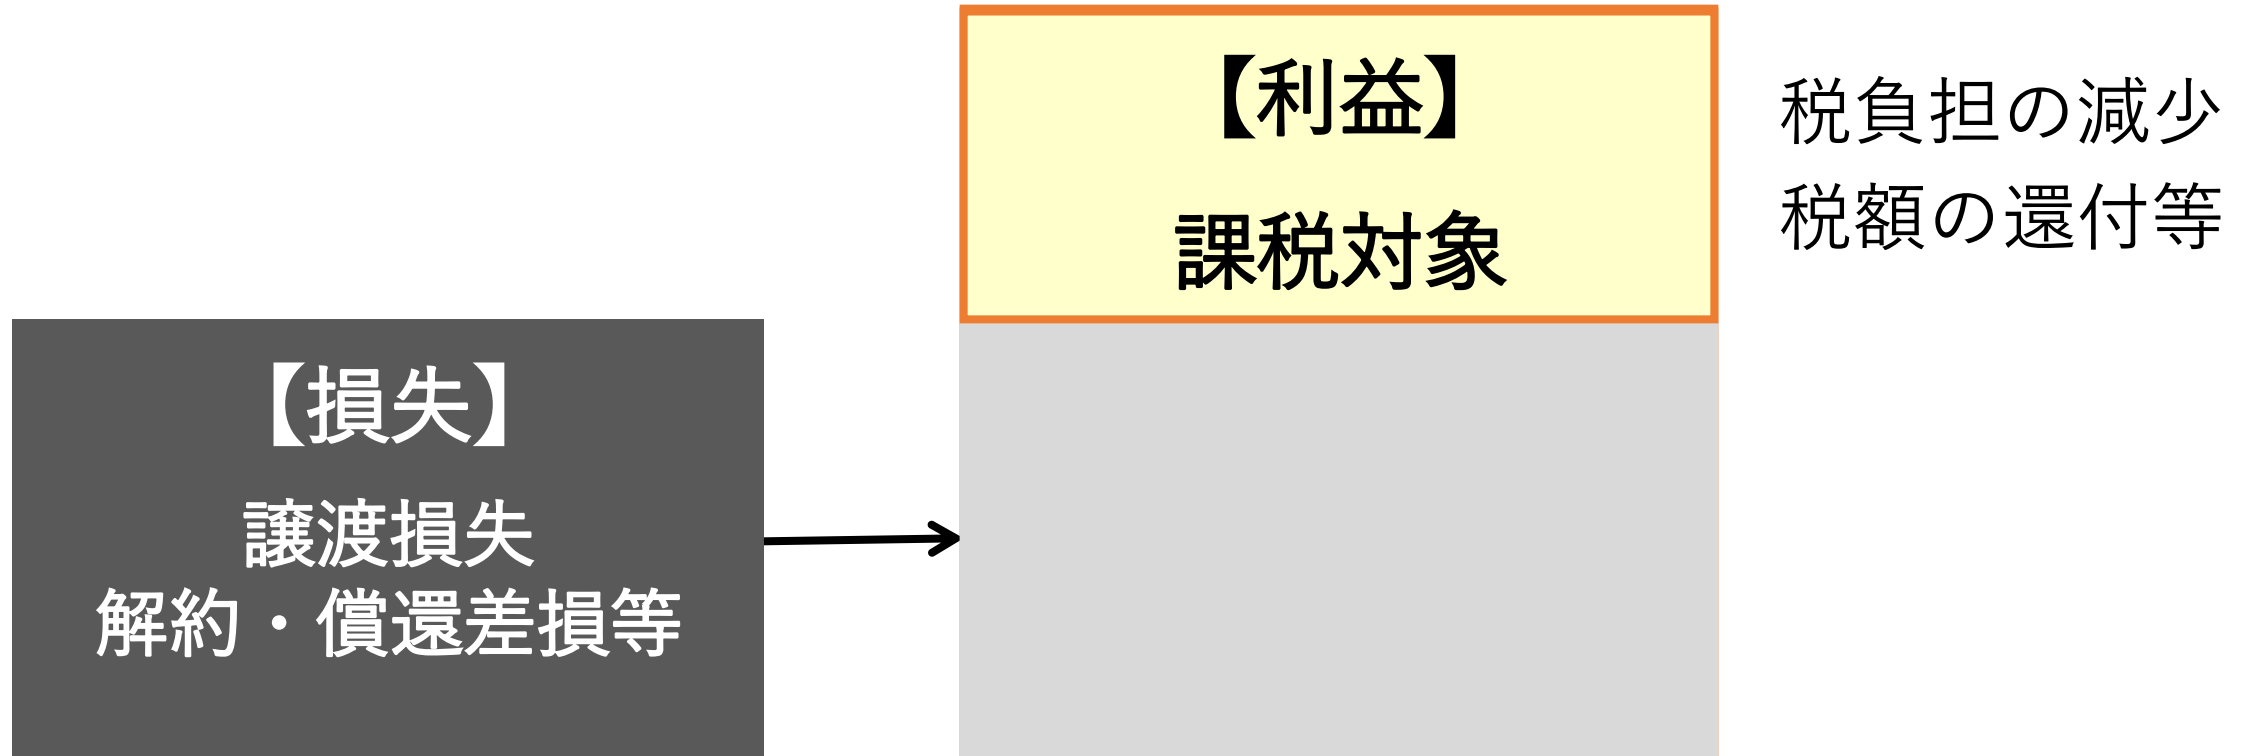 【利益】
課税対象
税負担の減少
税額の還付等
【損失】
譲渡損失
解約・償還差損等